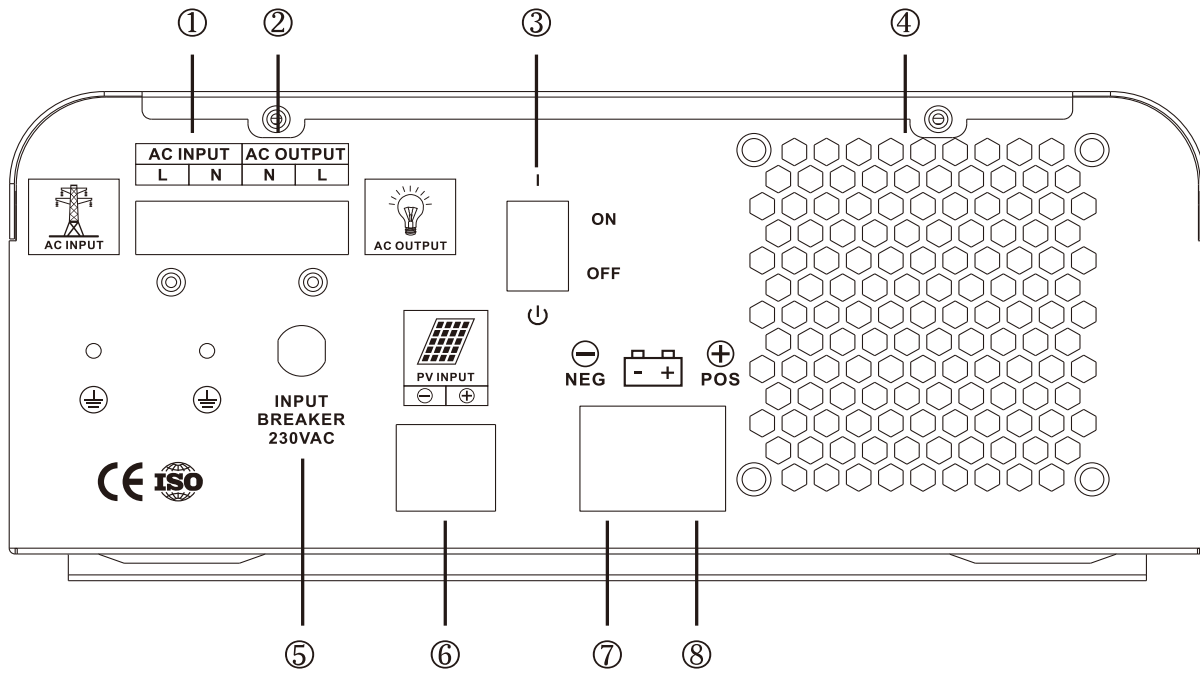 ① ② ③ ④
AC INPUT AC OUTPUT
L N N L
I
AC INPUT
AC OUTPUT
ON
OFF
PV INPUT
NEG
- +
POS
INPUT
BREAKER
230VAC
CE ISO
⑤ ⑥ ⑦ ⑧